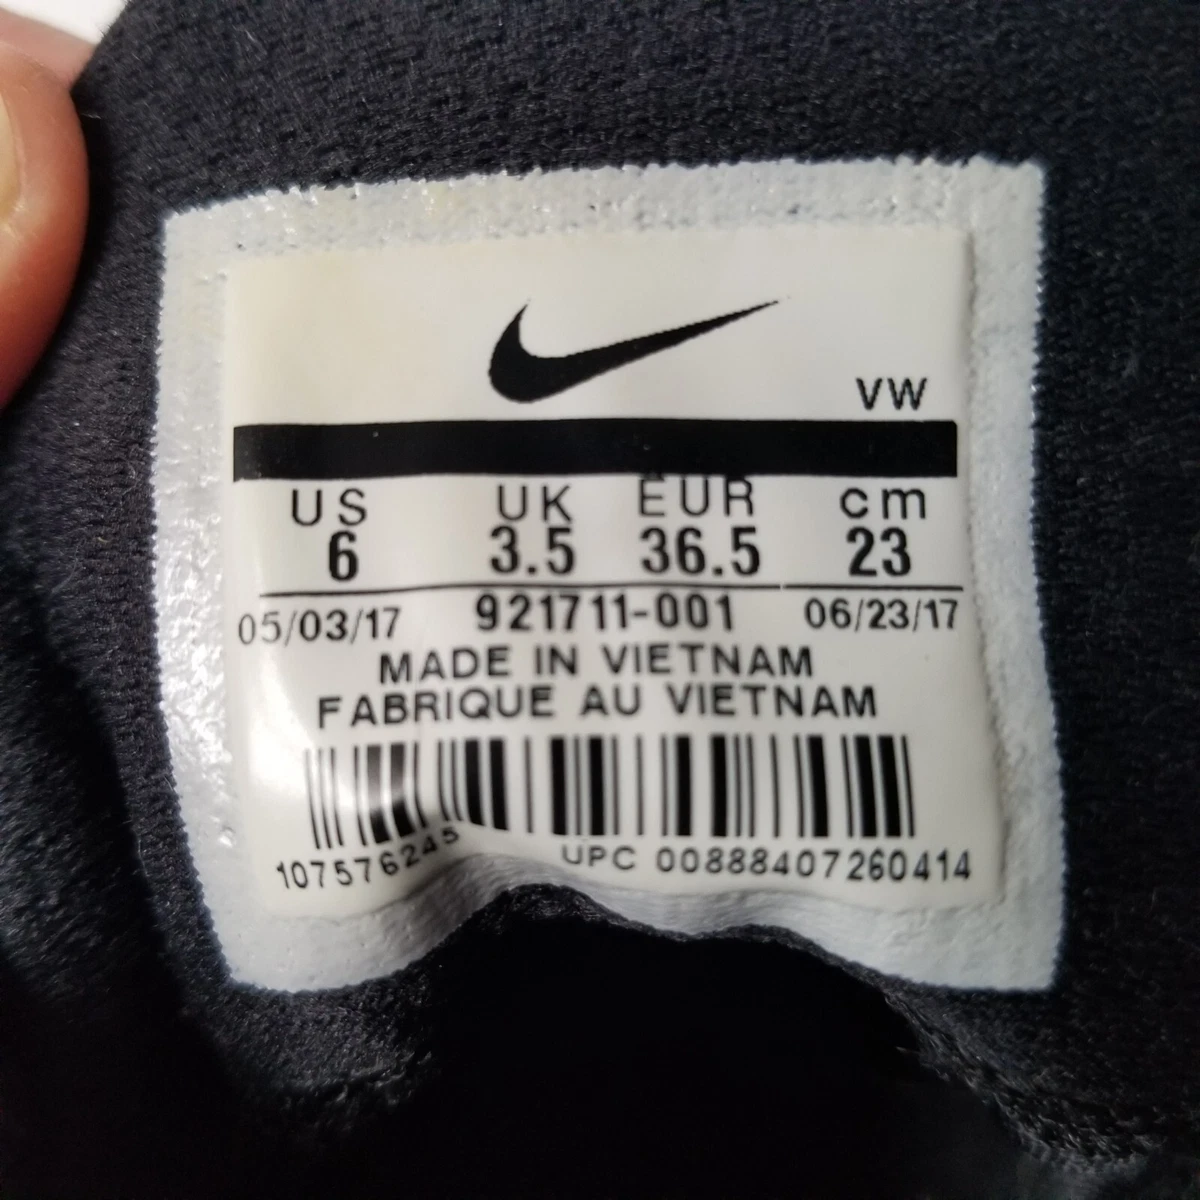 VW
US UK EUR cm
6 3.5 36.5 23
05/03/17 921711-001 06/23/17
MADE IN VIETNAM
FABRIQUE AU VIETNAM
107576245 UPC 00888407260414